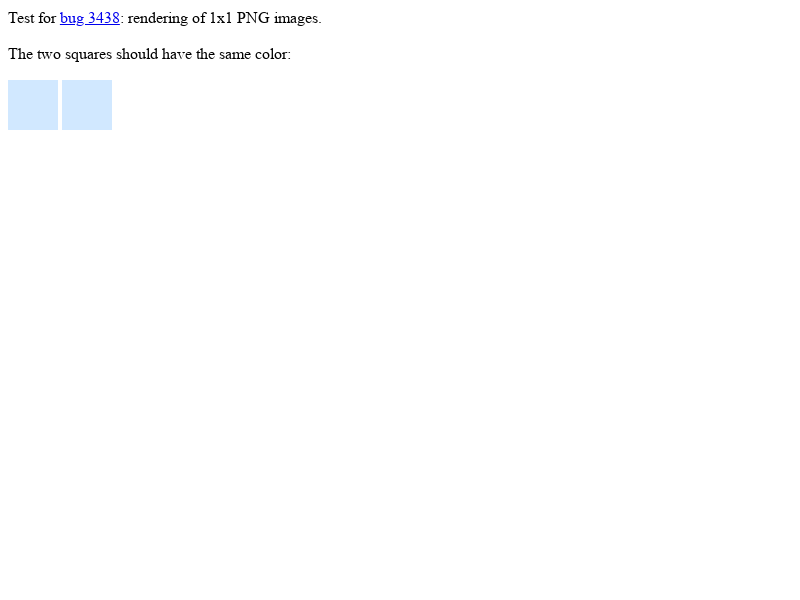 Test for bug 3438: rendering of 1x1 PNG images.
The two squares should have the same color: